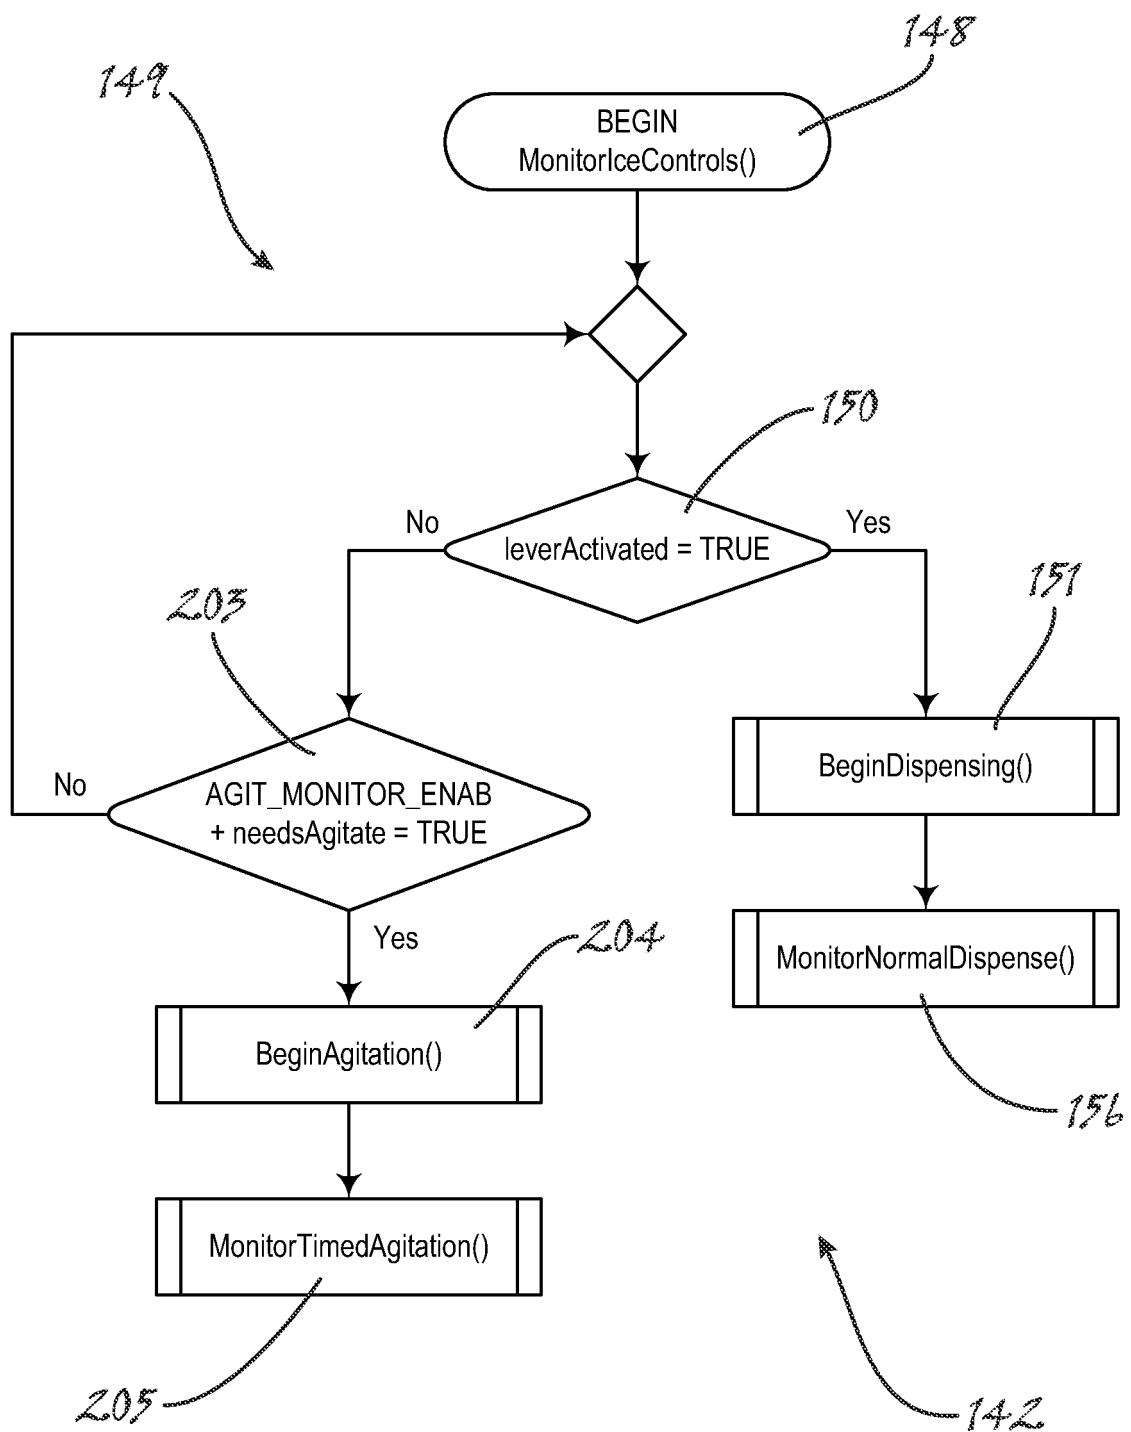 148
149
BEGIN
MonitorIceControls()
150
No
Yes
leverActivated = TRUE
151
203
BeginDispensing()
No
AGIT_MONITOR_ENAB
+ needsAgitate = TRUE
Yes
204
MonitorNormalDispense()
BeginAgitation()
156
MonitorTimedAgitation()
205
142